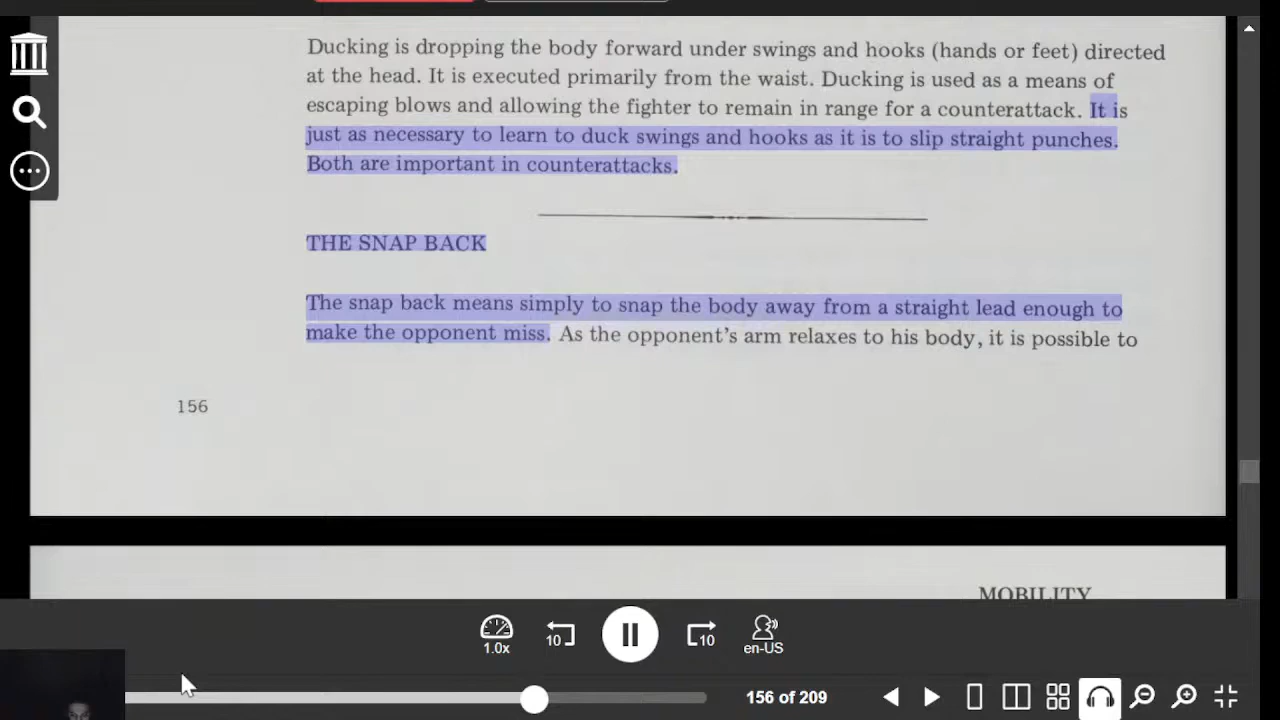 Ducking is dropping the body forward under swings and hooks (hands or feet) directed
at the head. It is executed primarily from the waist. Ducking is used as a means of
escaping blows and allowing the fighter to remain in range for a counterattack. It is
just as necessary to learn to duck swings and hooks as it is to slip straight punches.
Both are important in counterattacks.
THE SNAP BACK
The snap back means simply to snap the body away from a straight lead enough to
make the opponent miss. As the opponent's arm relaxes to his body, it is possible to
156
MOBILITY
10
10
1.0x
en-US
156 of 209